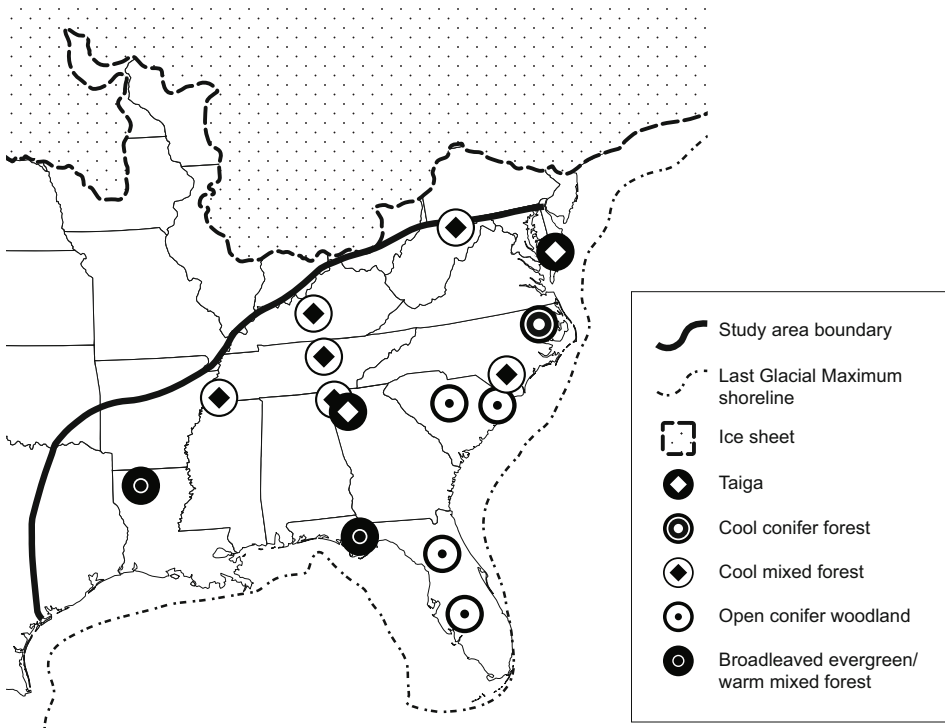 Study area boundary
Last Glacial Maximum
shoreline
Ice sheet
Taiga
Cool conifer forest
Cool mixed forest
Open conifer woodland
Broadleaved evergreen/
warm mixed forest